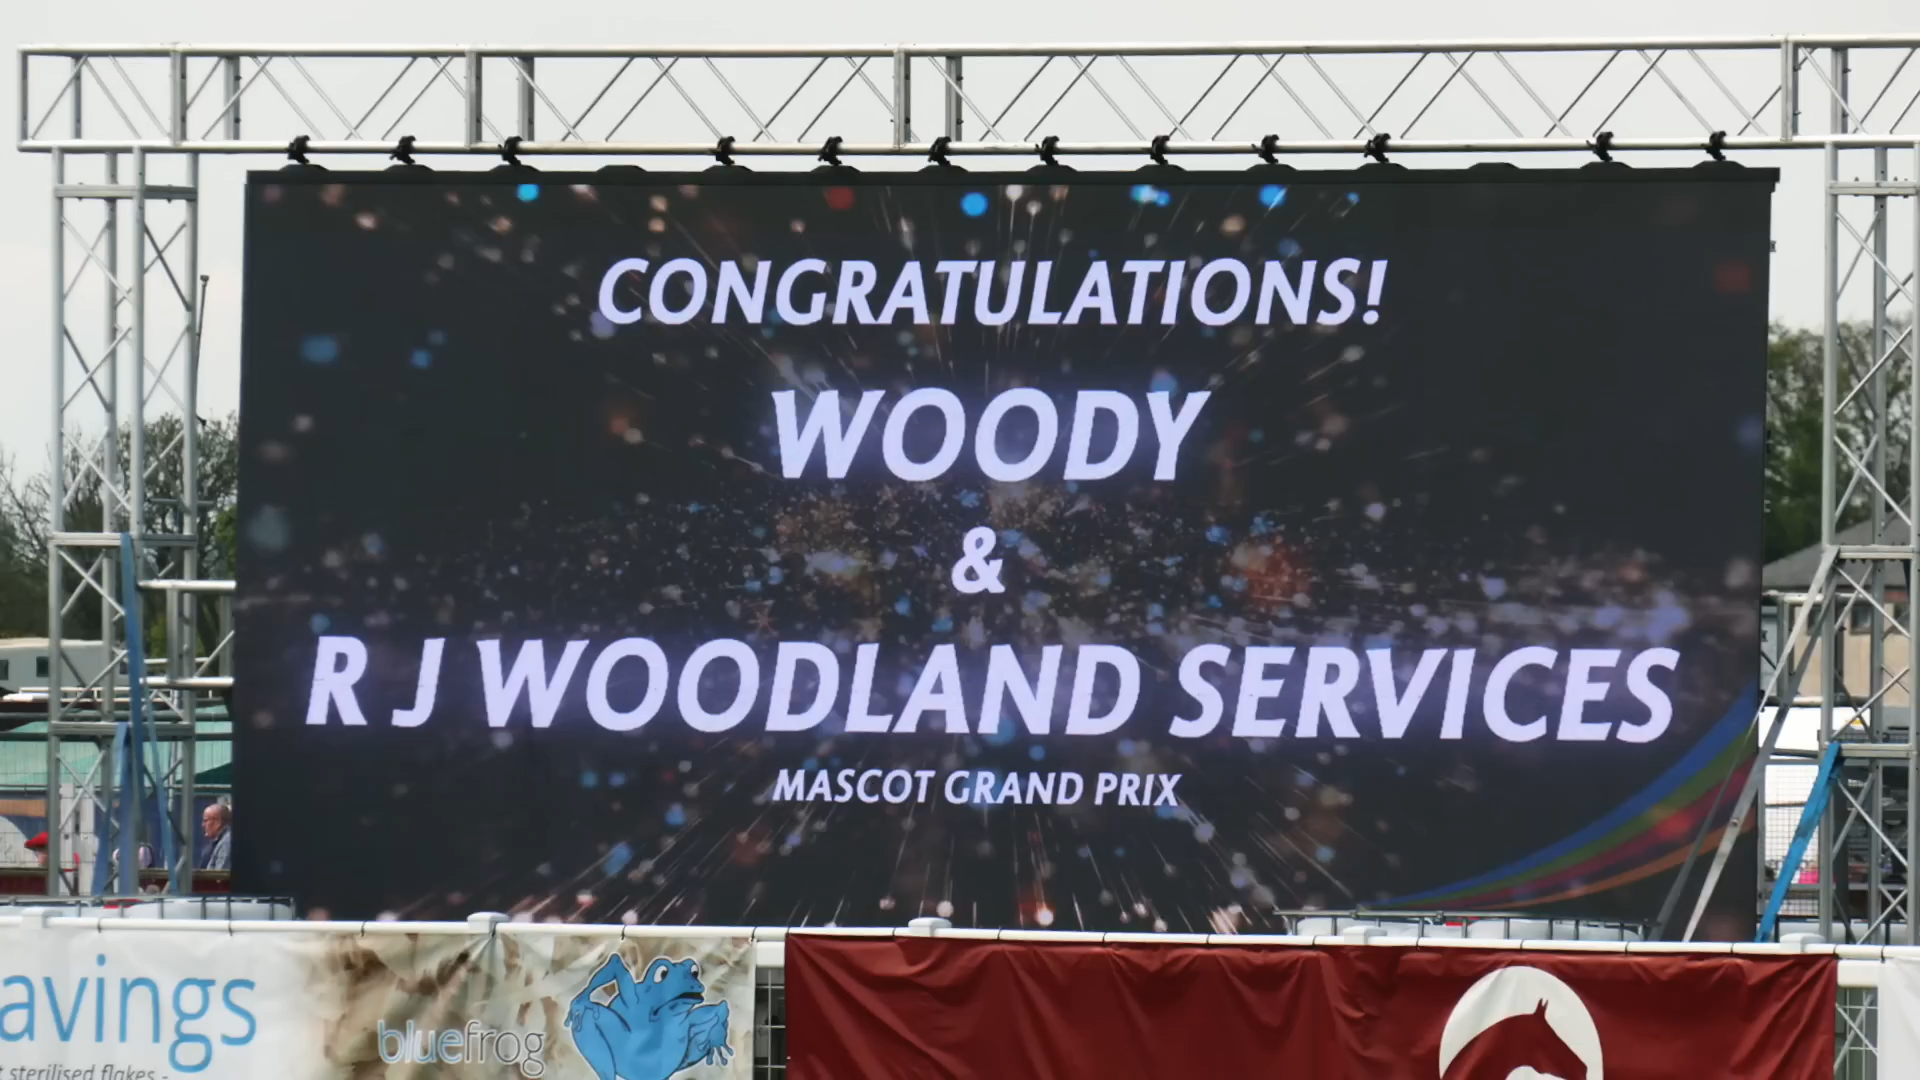 CONGRATULATIONS!
WOODY
&
R J WOODLAND SERVICES
MASCOT GRAND PRIX
avings
sterilised flakes -
bluefrog